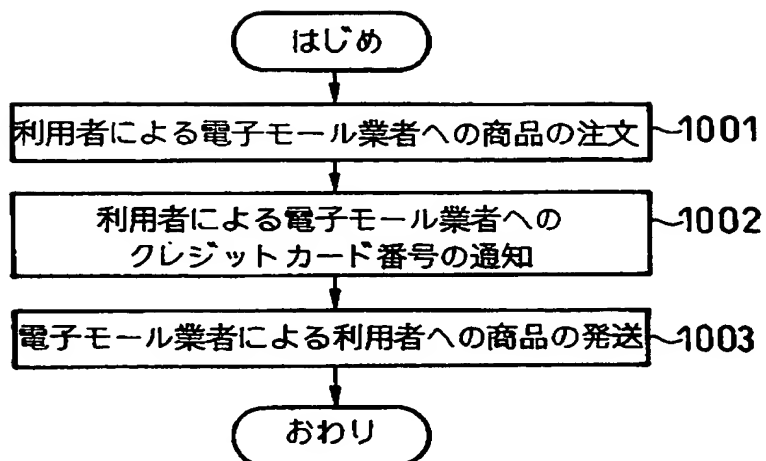 はじめ
利用者による電子モール業者への商品の注文 1001
利用者による電子モール業者への 1002
クレジットカード番号の通知
電子モール業者による利用者への商品の発送 1003
おわり